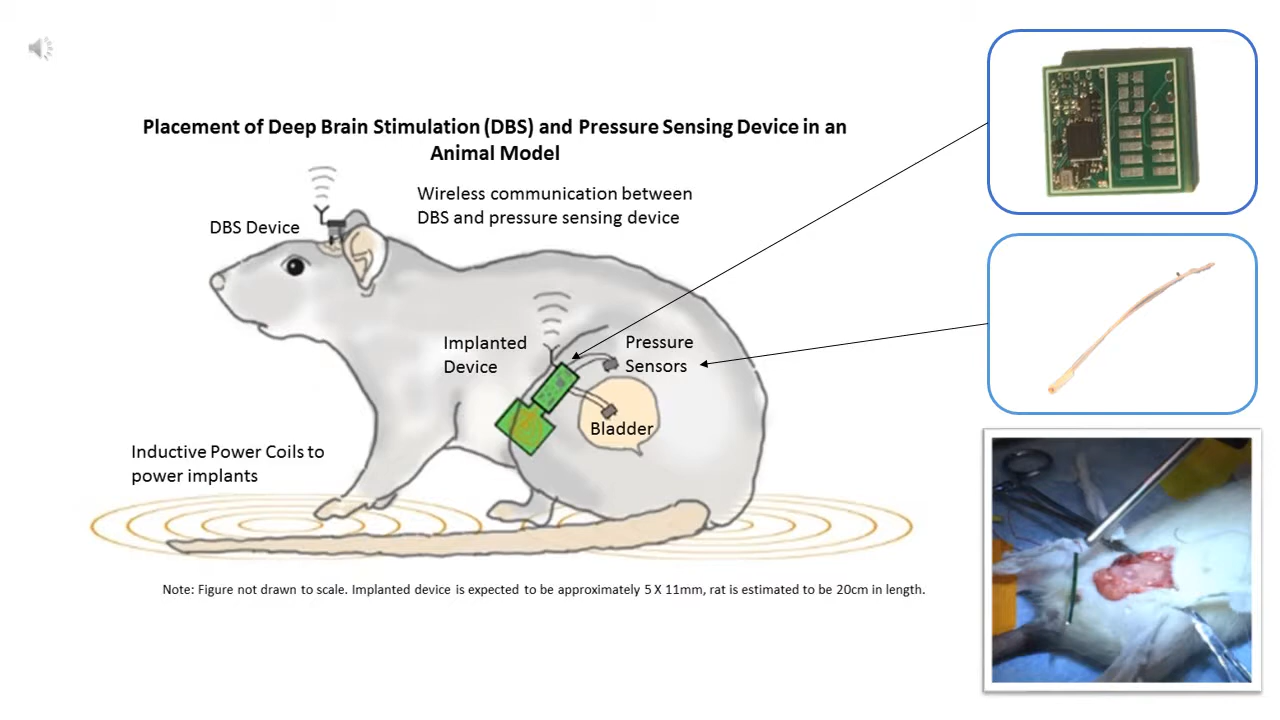 Placement of Deep Brain Stimulation (DBS) and Pressure Sensing Device in an
Animal Model
Wireless communication between
DBS and pressure sensing device
DBS Device
Implanted
Device
Pressure
Sensors
Bladder
Inductive Power Coils to
power implants
Note: Figure not drawn to scale. Implanted device is expected to be approximately 5 X 11mm, rat is estimated to be 20cm in length.